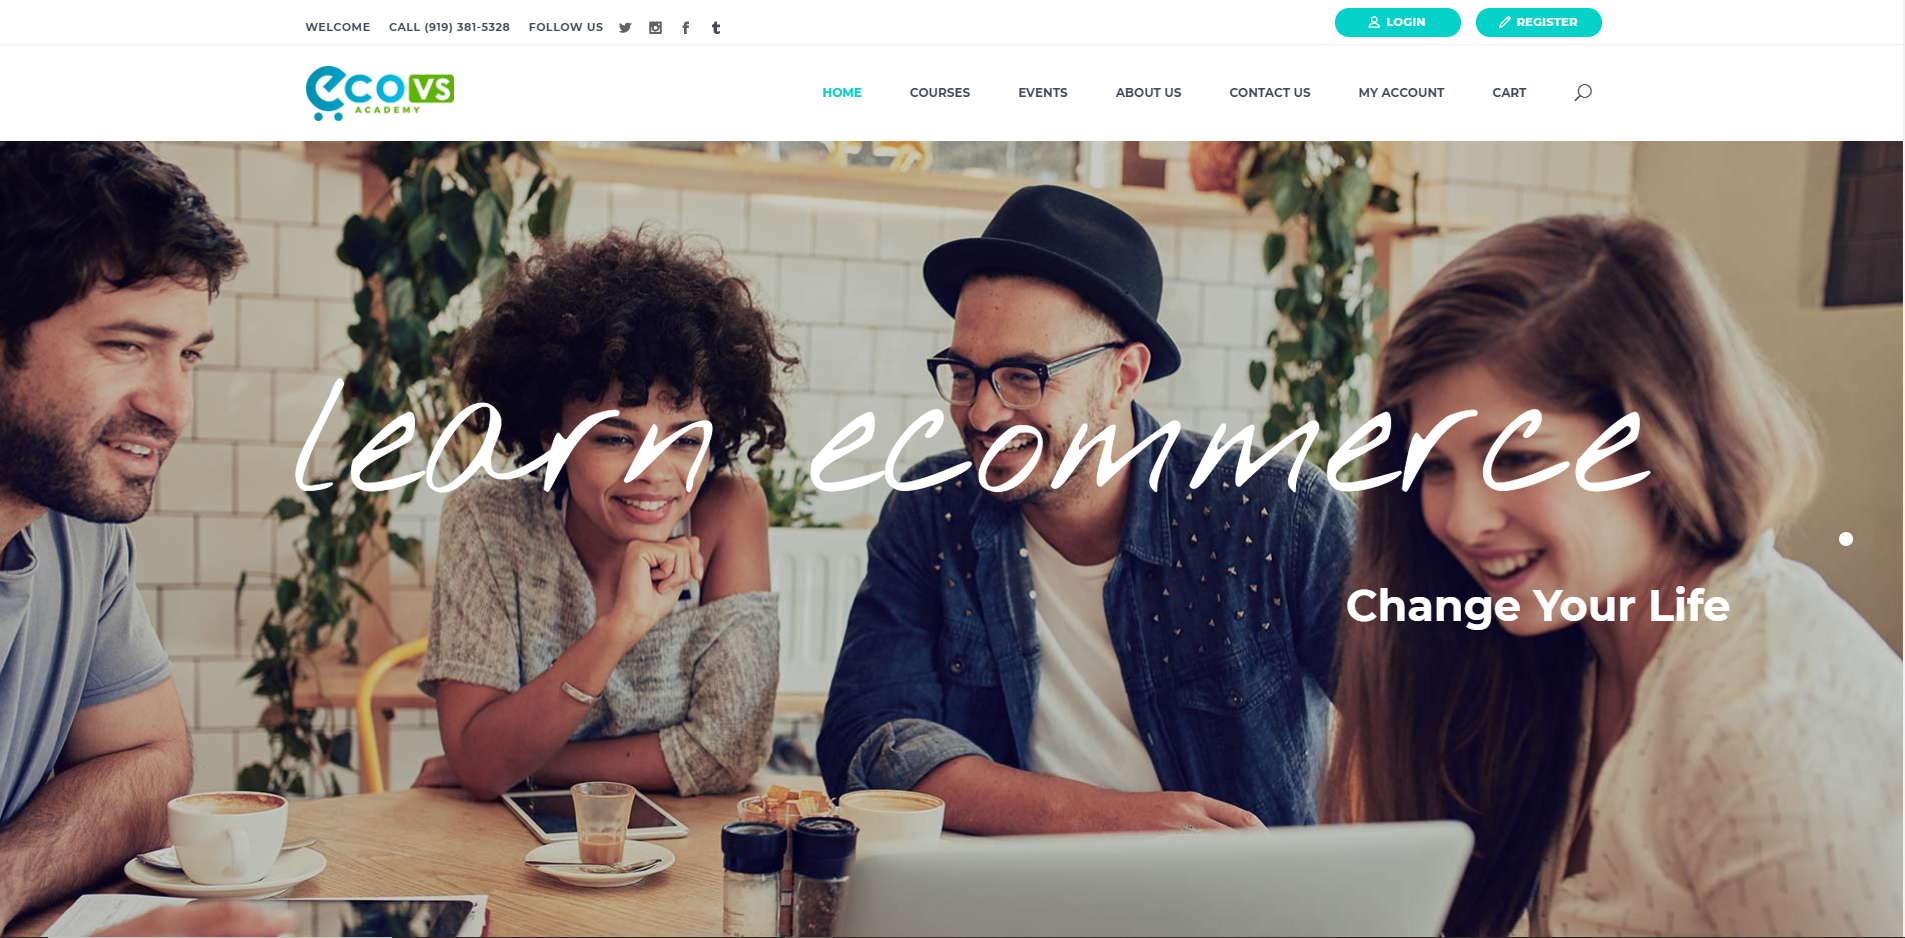 WELCOME CALL (919) 381-5328 FOLLOW US
LOGIN REGISTER
ecovs
ACADEMY
HOME COURSES EVENTS ABOUT US CONTACT US MY ACCOUNT CART
learn ecommerce
Change Your Life